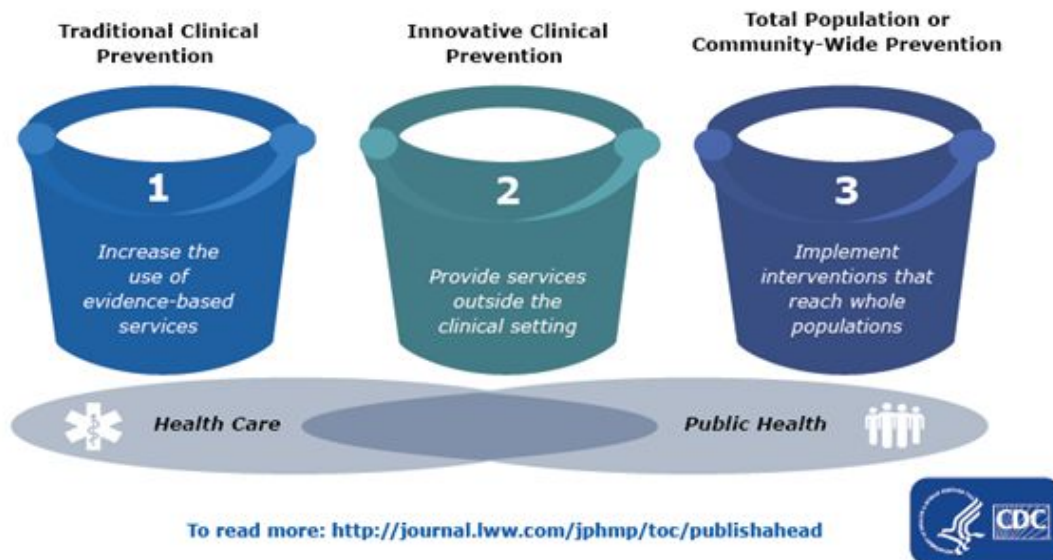 Traditional Clinical
Prevention
Innovative Clinical
Prevention
Total Population or
Community-Wide Prevention
1
Increase the
use of
evidence-based
services
2
Provide services
outside the
clinical setting
3
Implement
interventions that
reach whole
populations
Health Care
Public Health
To read more: http://journal.lww.com/jphmp/toc/publishahead
CDC